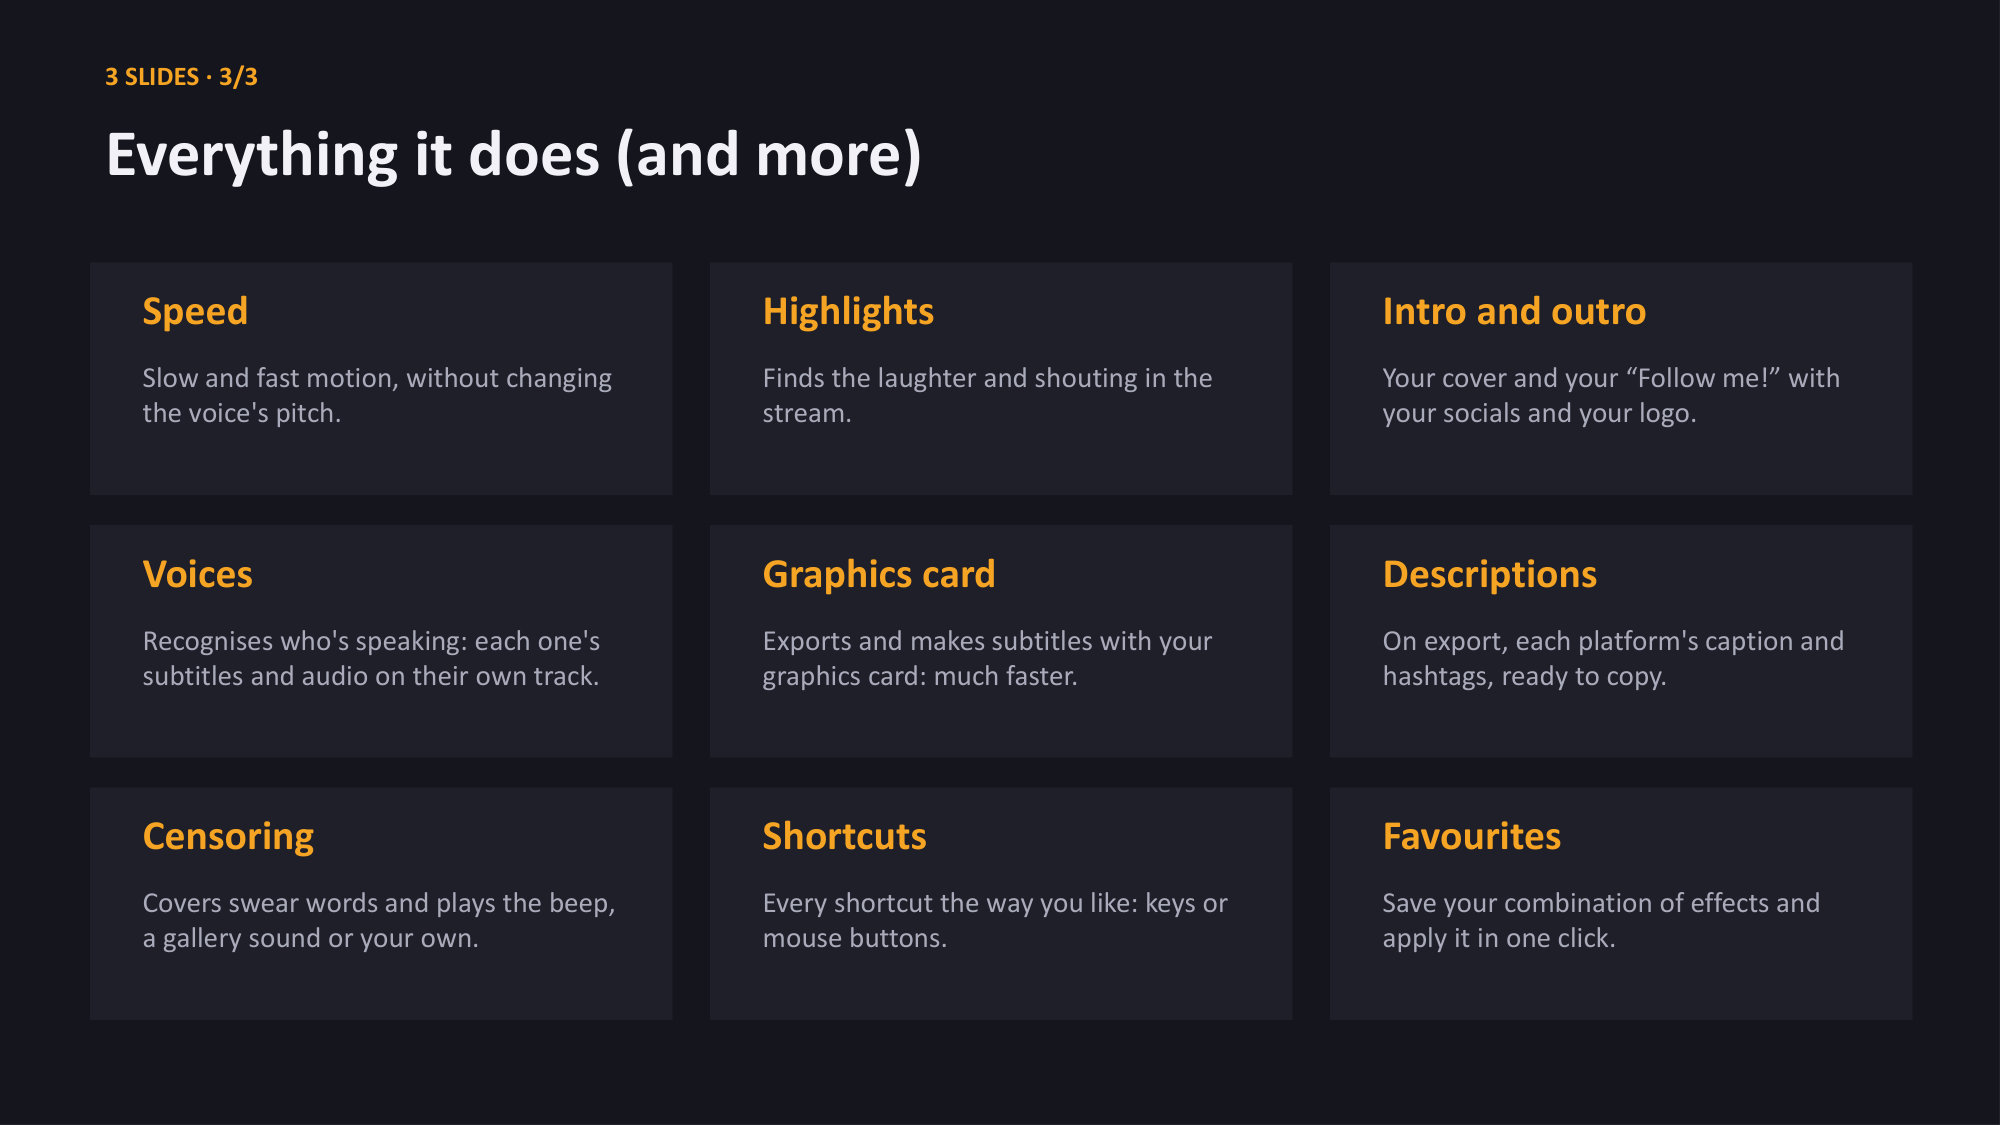 3 SLIDES · 3/3
Everything it does (and more)
Speed
Slow and fast motion, without changing
the voice's pitch.
Highlights
Finds the laughter and shouting in the
stream.
Intro and outro
Your cover and your “Follow me!” with
your socials and your logo.
Voices
Recognises who's speaking: each one's
subtitles and audio on their own track.
Graphics card
Exports and makes subtitles with your
graphics card: much faster.
Descriptions
On export, each platform's caption and
hashtags, ready to copy.
Censoring
Covers swear words and plays the beep,
a gallery sound or your own.
Shortcuts
Every shortcut the way you like: keys or
mouse buttons.
Favourites
Save your combination of effects and
apply it in one click.